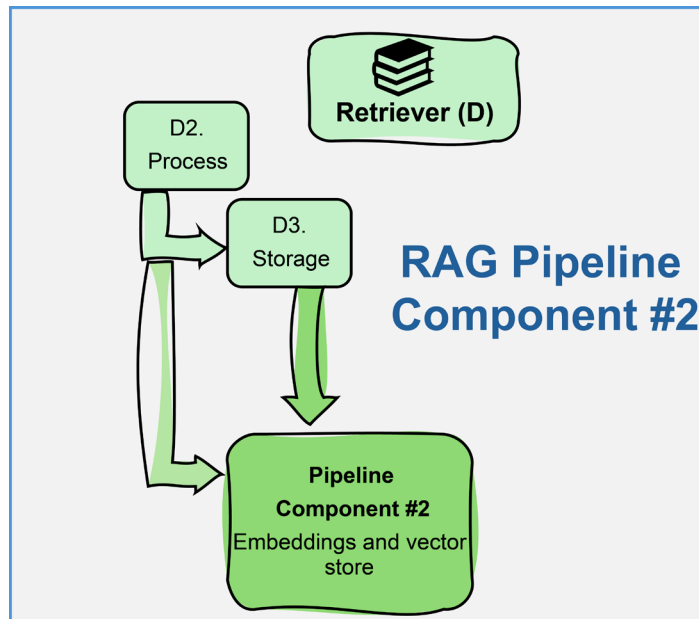 Retriever (D)
D2.
Process
D3.
Storage
RAG Pipeline
Component #2
Pipeline
Component #2
Embeddings and vector
store